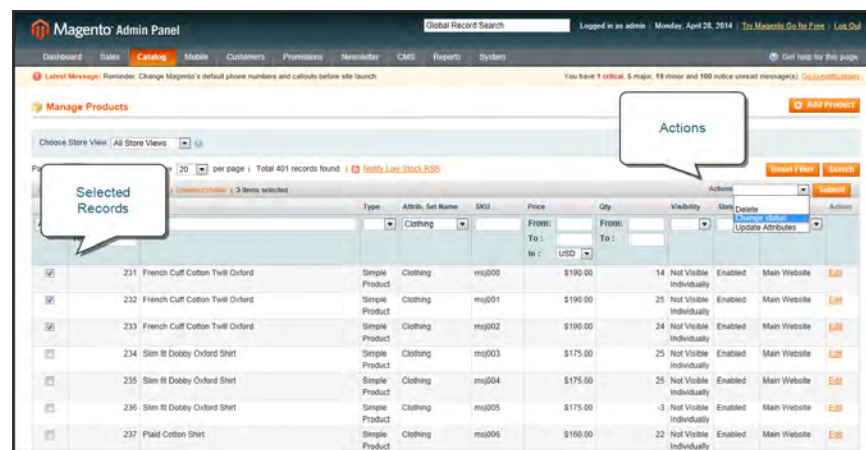 Magento Admin Panel
Global Record Search
Logged in as admin | Monday, April 28, 2014 | Try Magento Go for Free | Log Out
Dashboard Sales Catalog Mobile Customers Promotions Newsletter CMS Reports System
Get help for this page
Latest Message: Reminder: Change Magento's default phone numbers and callouts before site launch
You have 1 critical, 5 major, 19 minor and 100 notice unread message(s). Go to notifications
Manage Products
Add Product
Actions
Choose Store View: All Store Views
20 per page | Total 401 records found | Notify Low Stock RSS
Reset Filter Search
Selected
Records
| Unselect Visible | 3 items selected
Actions Submit
Delete
Change status
Update Attributes
Type Attrib. Set Name SKU Price Qty Visibility Action
Clothing From: From:
To : To :
In : USD
231 French Cuff Cotton Twill Oxford Simple Product Clothing msj000 $190.00 14 Not Visible Individually Enabled Main Website Edit
232 French Cuff Cotton Twill Oxford Simple Product Clothing msj001 $190.00 25 Not Visible Individually Enabled Main Website Edit
233 French Cuff Cotton Twill Oxford Simple Product Clothing msj002 $190.00 24 Not Visible Individually Enabled Main Website Edit
234 Slim fit Dobby Oxford Shirt Simple Product Clothing msj003 $175.00 25 Not Visible Individually Enabled Main Website Edit
235 Slim fit Dobby Oxford Shirt Simple Product Clothing msj004 $175.00 25 Not Visible Individually Enabled Main Website Edit
236 Slim fit Dobby Oxford Shirt Simple Product Clothing msj005 $175.00 -3 Not Visible Individually Enabled Main Website Edit
237 Plaid Cotton Shirt Simple Product Clothing msj006 $160.00 22 Not Visible Individually Enabled Main Website Edit